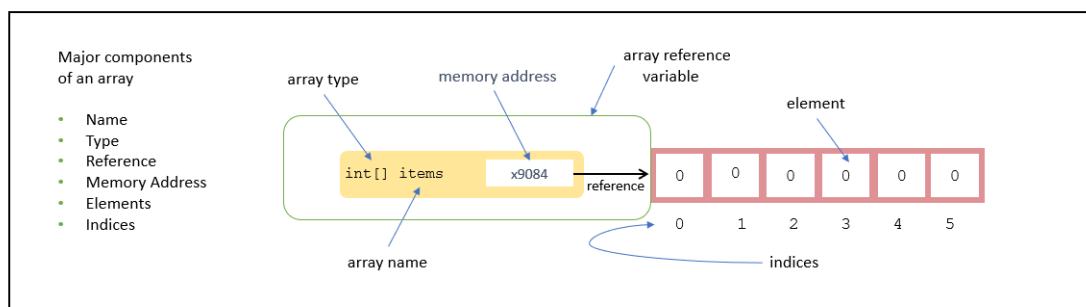 Major components
of an array
• Name
• Type
• Reference
• Memory Address
• Elements
• Indices
array type
memory address
array reference
variable
element
int[] items
x9084
reference
0 0 0 0 0 0
0 1 2 3 4 5
array name
indices